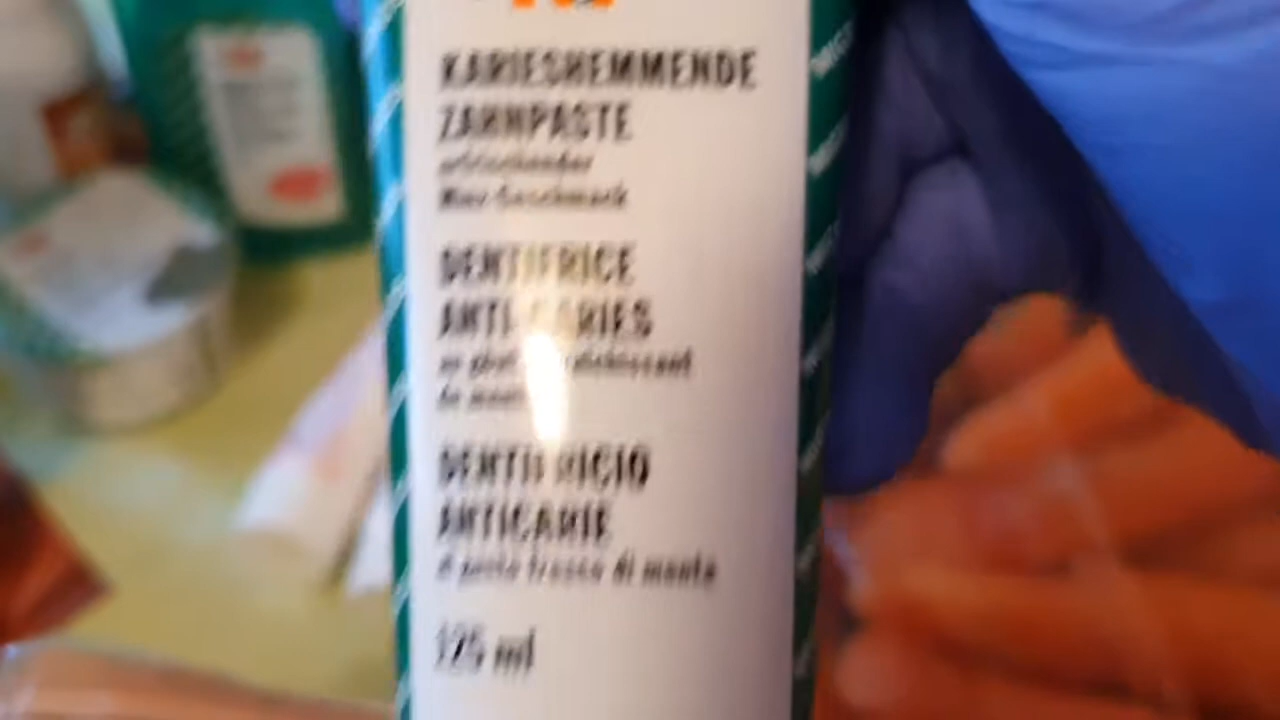 KARIESHEMMENDE
ZAHNPASTE
erfrischender
Minz-Geschmack
DENTIFRICE
ANTI-CARIES
au goût rafraîchissant
de menthe
DENTIFRICIO
ANTICARIE
al gusto fresco di menta
125 ml